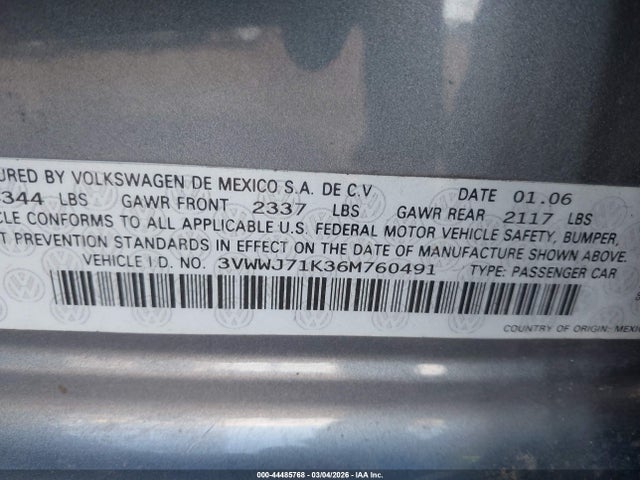 URED BY VOLKSWAGEN DE MEXICO S.A. DE C.V DATE 01.06
344 LBS GAWR FRONT 2337 LBS GAWR REAR 2117 LBS
ICLE CONFORMS TO ALL APPLICABLE U.S. FEDERAL MOTOR VEHICLE SAFETY, BUMPER,
T PREVENTION STANDARDS IN EFFECT ON THE DATE OF MANUFACTURE SHOWN ABOVE.
VEHICLE I.D. NO. 3VWWJ71K36M760491 TYPE: PASSENGER CAR
COUNTRY OF ORIGIN: MEXI
000-44485768 - 03/04/2026 - IAA Inc.